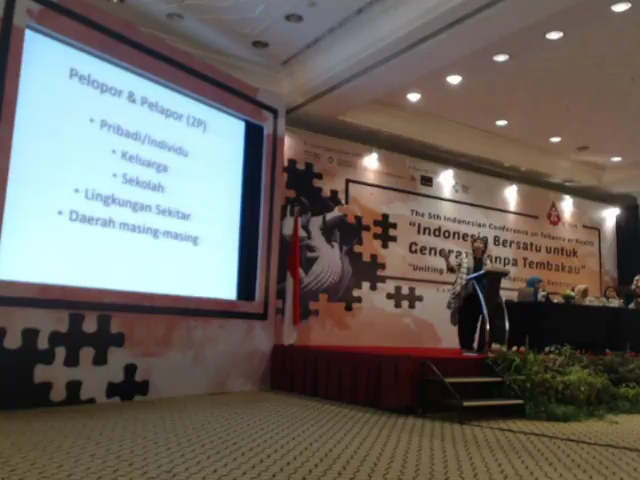 Pelopor & Pelapor (2P)
• Pribadi/Individu
• Keluarga
• Sekolah
• Lingkungan Sekitar
• Daerah masing-masing
The 5th Indonesian Conference on Tobacco or Health
"Indonesia Bersatu untuk
Tembakau"
"Uniting